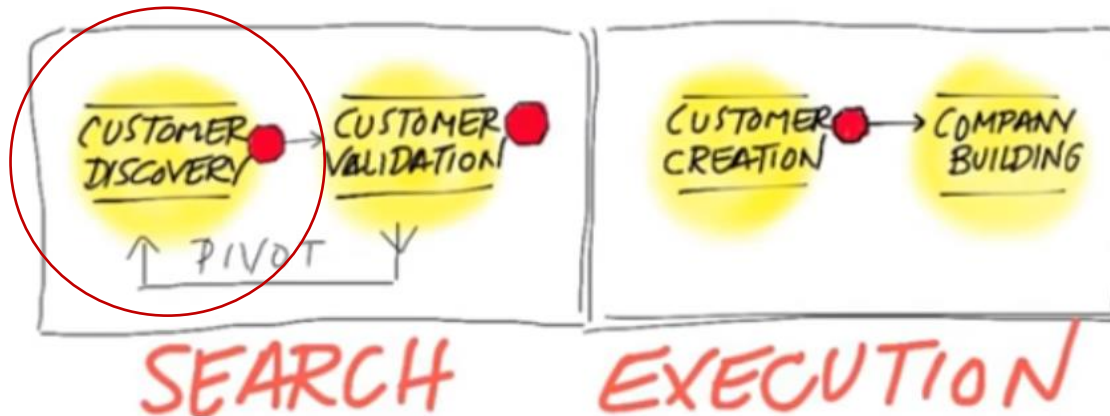 CUSTOMER
DISCOVERY
CUSTOMER
VALIDATION
PIVOT
CUSTOMER
CREATION
COMPANY
BUILDING
SEARCH
EXECUTION